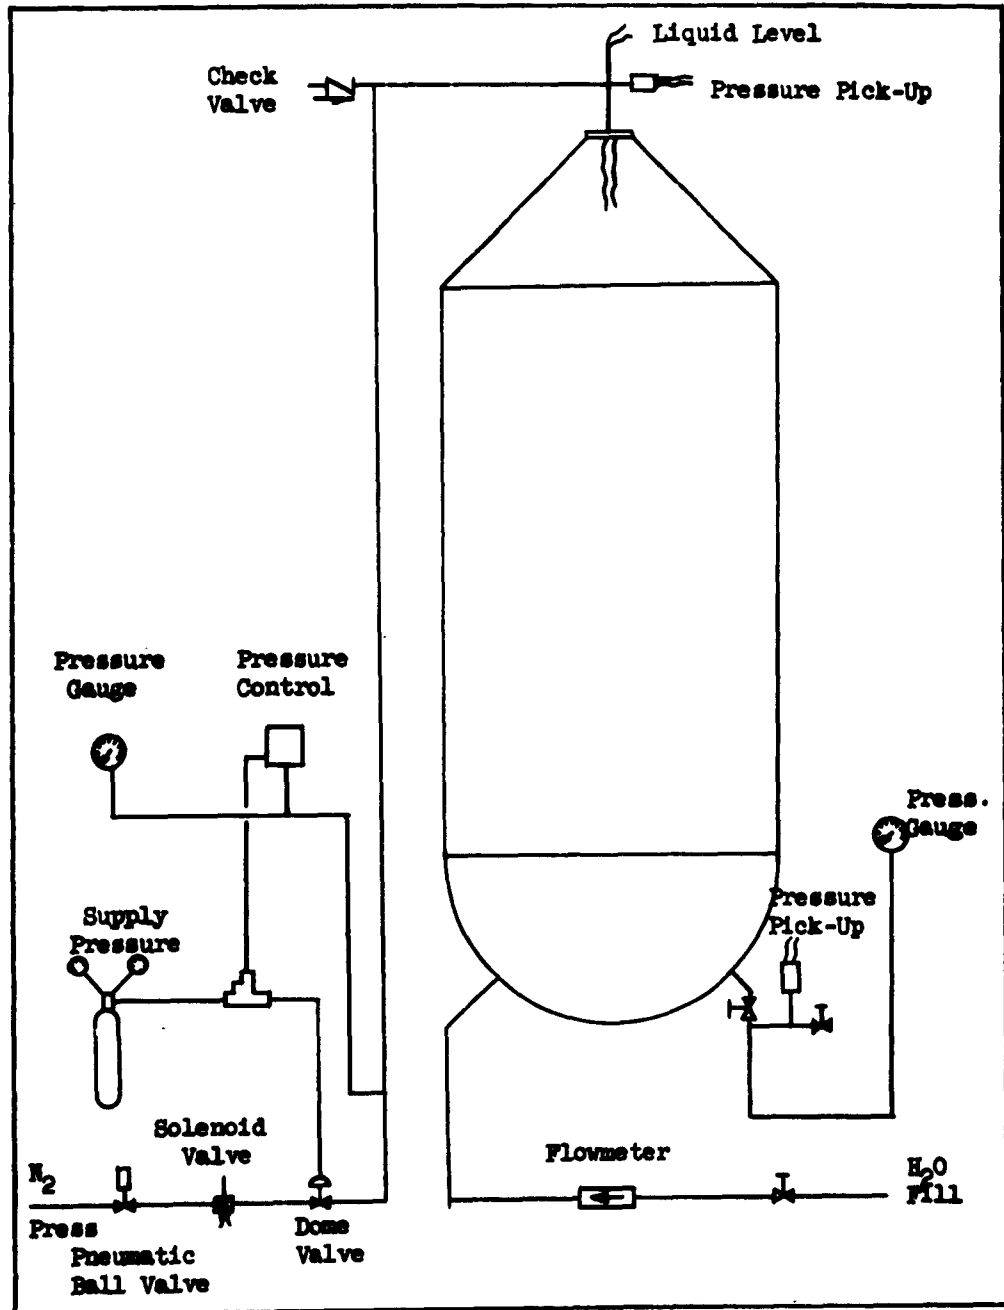 Liquid Level
Check
Valve
Pressure Pick-Up
Pressure
Gauge
Pressure
Control
Press.
Gauge
Pressure
Pick-Up
Supply
Pressure
Solenoid
Valve
Flowmeter
N2
Press
H2O
Fill
Dome
Valve
Pneumatic
Ball Valve